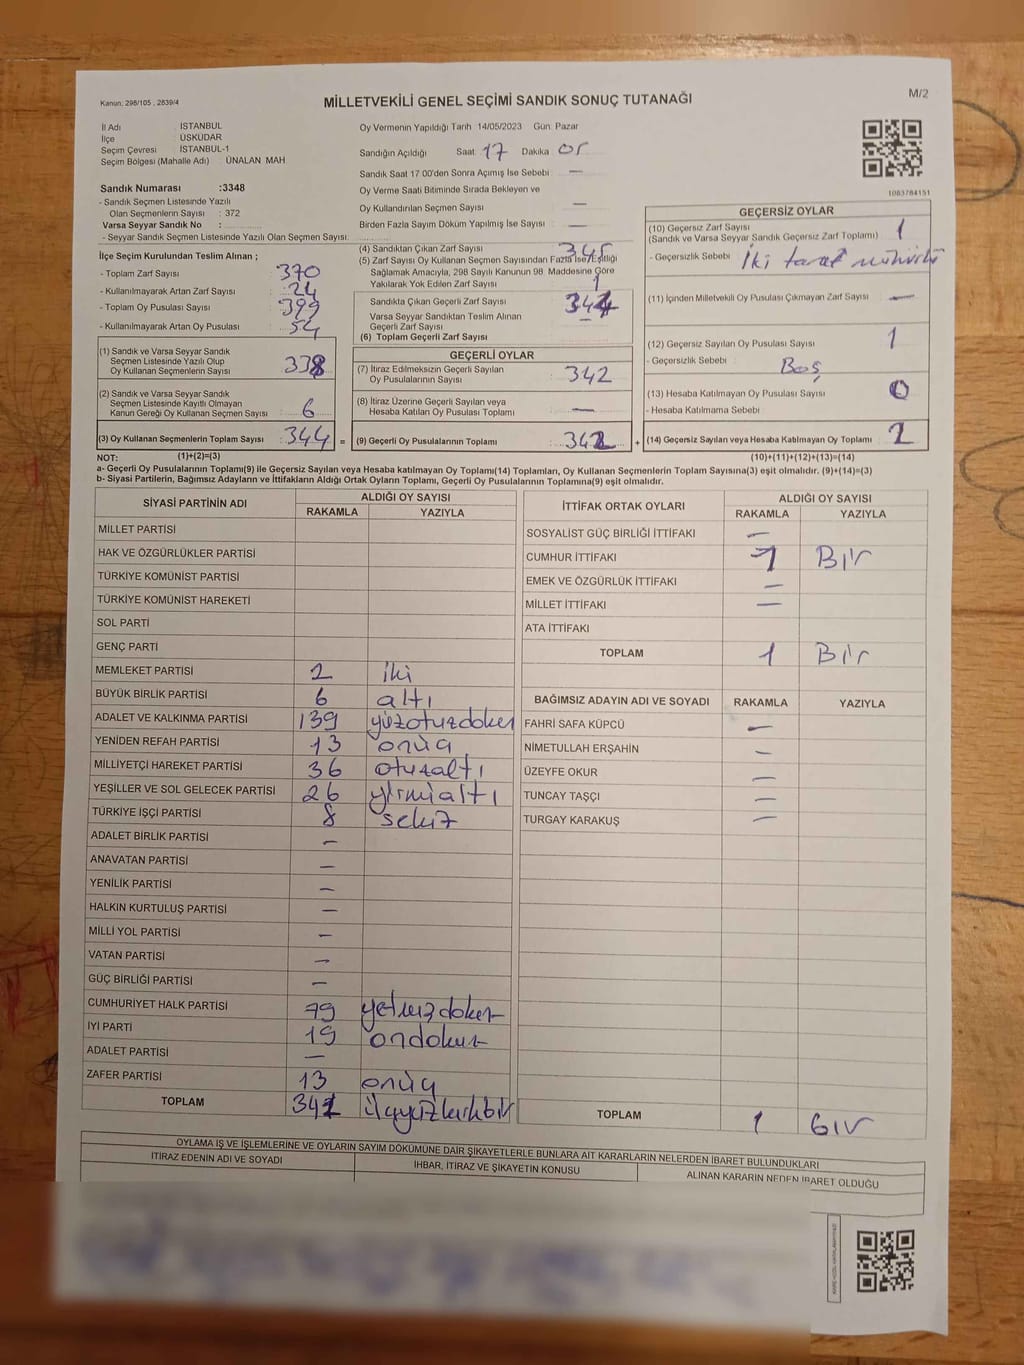 Kanun: 298/105 , 2839/4
MİLLETVEKİLİ GENEL SEÇİMİ SANDIK SONUÇ TUTANAĞI
M/2
İl Adı : İSTANBUL
İlçe : ÜSKÜDAR
Seçim Çevresi : İSTANBUL-1
Seçim Bölgesi (Mahalle Adı) : ÜNALAN MAH
Oy Vermenin Yapıldığı Tarih 14/05/2023 Gün: Pazar
Sandığın Açıldığı Saat 17 Dakika
Sandık Saat 17 00'den Sonra Açımış İse Sebebi —
Oy Verme Saati Bitiminde Sırada Bekleyen ve
Oy Kullandırılan Seçmen Sayısı —
Birden Fazla Sayım Döküm Yapılmış İse Sayısı —
1083784151
Sandık Numarası :3348
- Sandık Seçmen Listesinde Yazılı
Olan Seçmenlerin Sayısı : 372
Varsa Seyyar Sandık No :
- Seyyar Sandık Seçmen Listesinde Yazılı Olan Seçmen Sayısı:
İlçe Seçim Kurulundan Teslim Alınan ;
- Toplam Zarf Sayısı 370
- Kullanılmayarak Artan Zarf Sayısı 24
- Toplam Oy Pusulası 399
- Kullanılmayarak Artan Oy Pusulası 54
(1) Sandık ve Varsa Seyyar Sandık
Seçmen Listesinde Yazılı Olup
Oy Kullanan Seçmenlerin Sayısı 338
(2) Sandık ve Varsa Seyyar Sandık
Seçmen Listesinde Kayıtlı Olmayan
Kanun Gereği Oy Kullanan Seçmen Sayısı 6
(3) Oy Kullanan Seçmenlerin Toplam Sayısı 344 =
(4) Sandıktan Çıkan Zarf Sayısı 345
(5) Zarf Sayısı Oy Kullanan Seçmen Sayısından Fazla İse, Eşitliği
Sağlamak Amacıyla, 298 Sayılı Kanunun 98. Maddesine Göre
Yakılarak Yok Edilen Zarf Sayısı 1
Sandıkta Çıkan Geçerli Zarf Sayısı 344
Varsa Seyyar Sandıktan Teslim Alınan
Geçerli Zarf Sayısı —
(6) Toplam Geçerli Zarf Sayısı
GEÇERLİ OYLAR
(7) İtiraz Edilmeksizin Geçerli Sayılan
Oy Pusulalarının Sayısı 342
(8) İtiraz Üzerine Geçerli Sayılan veya
Hesaba Katılan Oy Pusulası Toplamı —
(9) Geçerli Oy Pusulalarının Toplamı 342 +
GEÇERSİZ OYLAR
(10) Geçersiz Zarf Sayısı 1
(Sandık ve Varsa Seyyar Sandık Geçersiz Zarf Toplamı)
- Geçersizlik Sebebi İki taraf mühürlü
(11) İçinden Milletvekili Oy Pusulası Çıkmayan Zarf Sayısı —
(12) Geçersiz Sayılan Oy Pusulası Sayısı 1
- Geçersizlik Sebebi Boş
(13) Hesaba Katılmayan Oy Pusulası Sayısı 0
- Hesaba Katılmama Sebebi
(14) Geçersiz Sayılan veya Hesaba Katılmayan Oy Toplamı 2
NOT: (1)+(2)=(3) (10)+(11)+(12)+(13)=(14)
a- Geçerli Oy Pusulalarının Toplamı(9) ile Geçersiz Sayılan veya Hesaba katılmayan Oy Toplamı(14) Toplamları, Oy Kullanan Seçmenlerin Toplam Sayısına(3) eşit olmalıdır. (9)+(14)=(3)
b- Siyasi Partilerin, Bağımsız Adayların ve İttifakların Aldığı Ortak Oyların Toplamı, Geçerli Oy Pusulalarının Toplamına(9) eşit olmalıdır.
SİYASİ PARTİNİN ADI ALDIĞI OY SAYISI
RAKAMLA YAZIYLA
MİLLET PARTİSİ
HAK VE ÖZGÜRLÜKLER PARTİSİ
TÜRKİYE KOMÜNİST PARTİSİ
TÜRKİYE KOMÜNİST HAREKETİ
SOL PARTİ
GENÇ PARTİ
MEMLEKET PARTİSİ 2 iki
BÜYÜK BİRLİK PARTİSİ 6 altı
ADALET VE KALKINMA PARTİSİ 139 yüzotuzdokuz
YENİDEN REFAH PARTİSİ 13 onüç
MİLLİYETÇİ HAREKET PARTİSİ 36 otuzaltı
YEŞİLLER VE SOL GELECEK PARTİSİ 26 yirmialtı
TÜRKİYE İŞÇİ PARTİSİ 8 sekiz
ADALET BİRLİK PARTİSİ —
ANAVATAN PARTİSİ —
YENİLİK PARTİSİ —
HALKIN KURTULUŞ PARTİSİ —
MİLLİ YOL PARTİSİ —
VATAN PARTİSİ —
GÜÇ BİRLİĞİ PARTİSİ —
CUMHURİYET HALK PARTİSİ 79 yetmişdokuz
İYİ PARTİ 19 ondokuz
ADALET PARTİSİ —
ZAFER PARTİSİ 13 onüç
TOPLAM 341 üçyüzkırkbir
İTTİFAK ORTAK OYLARI ALDIĞI OY SAYISI
RAKAMLA YAZIYLA
SOSYALİST GÜÇ BİRLİĞİ İTTİFAKI —
CUMHUR İTTİFAKI 1 Bir
EMEK VE ÖZGÜRLÜK İTTİFAKI —
MİLLET İTTİFAKI —
ATA İTTİFAKI
TOPLAM 1 Bir
BAĞIMSIZ ADAYIN ADI VE SOYADI RAKAMLA YAZIYLA
FAHRİ SAFA KÜPCÜ —
NİMETULLAH ERŞAHİN —
ÜZEYFE OKUR —
TUNCAY TAŞÇI —
TURGAY KARAKUŞ —
TOPLAM 1 bir
OYLAMA İŞ VE İŞLEMLERİNE VE OYLARIN SAYIM DÖKÜMÜNE DAİR ŞİKAYETLERLE BUNLARA AİT KARARLARIN NELERDEN İBARET BULUNDUKLARI
İTİRAZ EDENİN ADI VE SOYADI
İHBAR, İTİRAZ VE ŞİKAYETİN KONUSU
ALINAN KARARIN NEDEN İBARET OLDUĞU